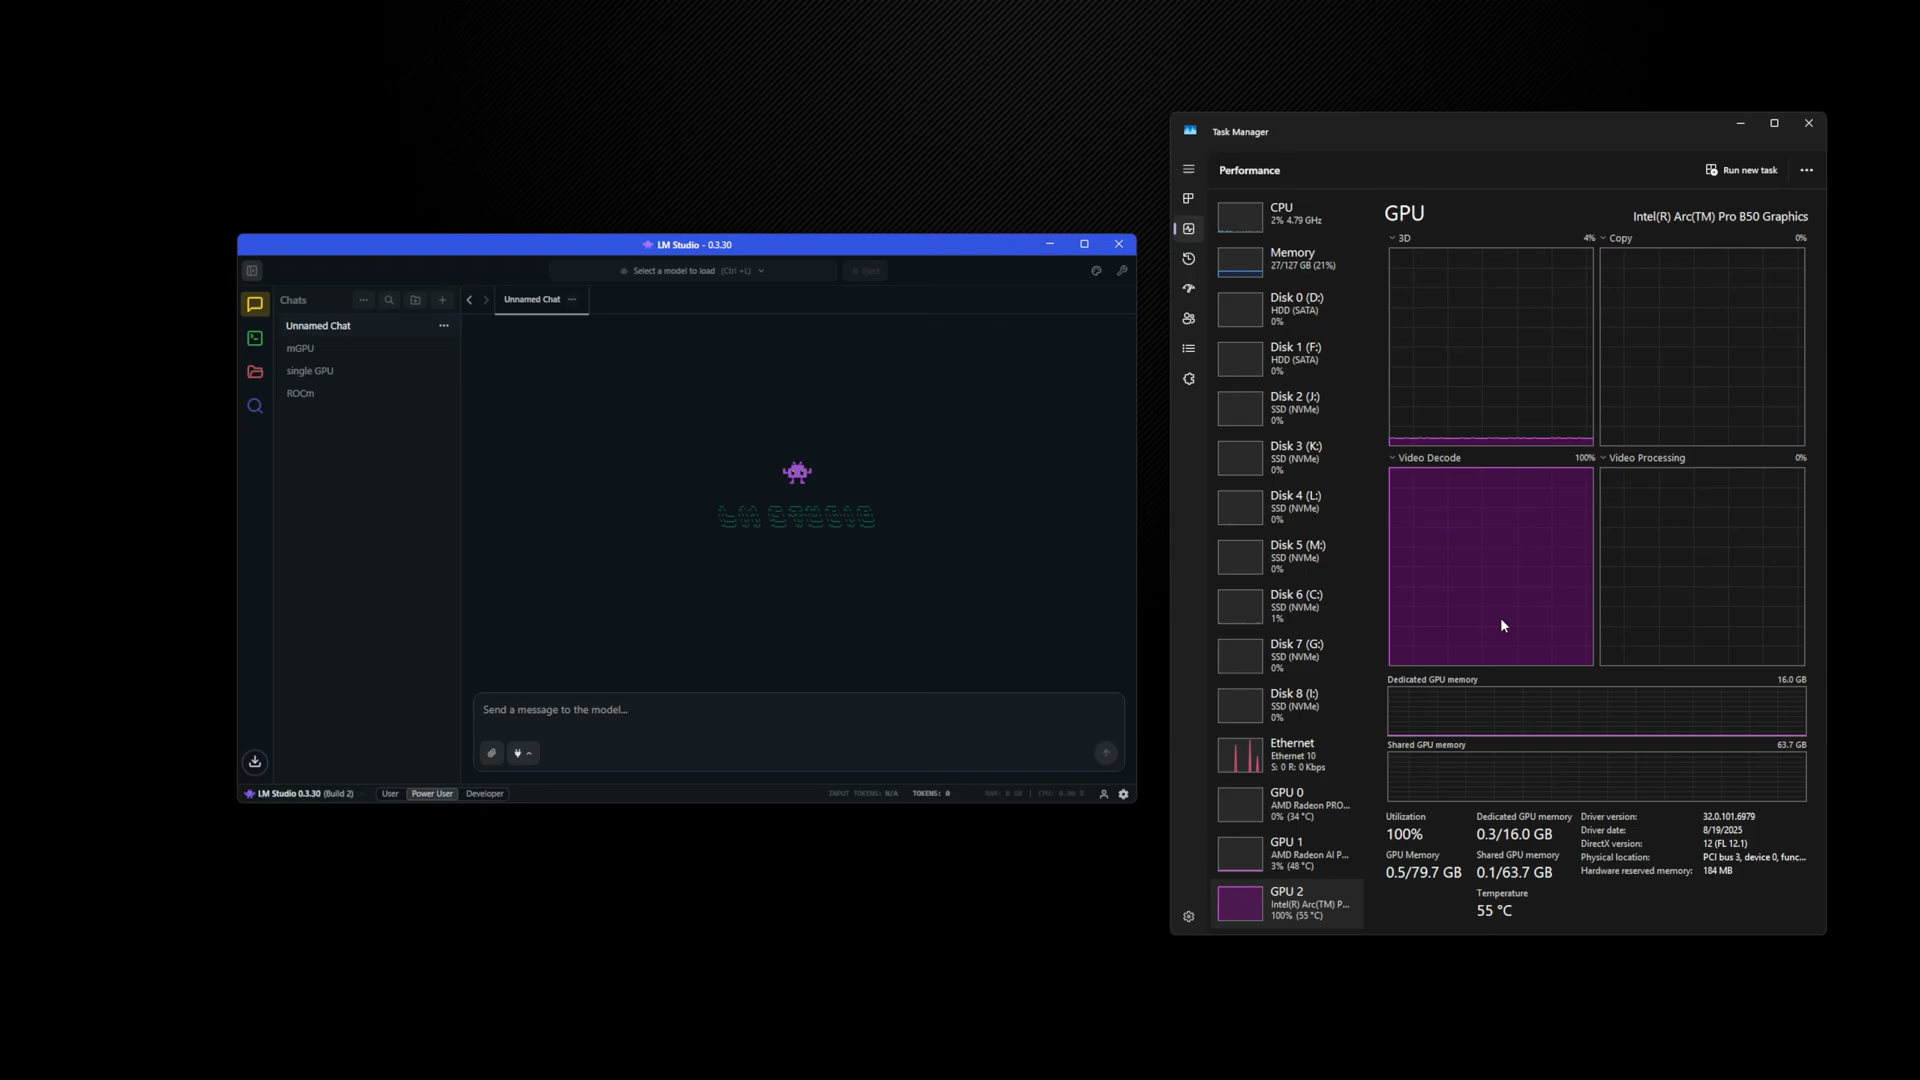 LM Studio - 0.3.30
Select a model to load (Ctrl +L)
Eject
Chats
Unnamed Chat
Unnamed Chat
mGPU
single GPU
ROCm
LM STUDIO
Send a message to the model...
LM Studio 0.3.30 (Build 2)
User
Power User
Developer
INPUT TOKENS: N/A
TOKENS: 0
RAM: 0 GB | CPU: 0.00 %
Task Manager
Performance
Run new task
CPU
2% 4.79 GHz
Memory
27/127 GB (21%)
Disk 0 (D:)
HDD (SATA)
0%
Disk 1 (F:)
HDD (SATA)
0%
Disk 2 (J:)
SSD (NVMe)
0%
Disk 3 (K:)
SSD (NVMe)
0%
Disk 4 (L:)
SSD (NVMe)
0%
Disk 5 (M:)
SSD (NVMe)
0%
Disk 6 (C:)
SSD (NVMe)
1%
Disk 7 (G:)
SSD (NVMe)
0%
Disk 8 (I:)
SSD (NVMe)
0%
Ethernet
Ethernet 10
S: 0 R: 0 Kbps
GPU 0
AMD Radeon PRO...
0% (34 °C)
GPU 1
AMD Radeon AI P...
3% (48 °C)
GPU 2
Intel(R) Arc(TM) P...
100% (55 °C)
GPU
Intel(R) Arc(TM) Pro B50 Graphics
3D 4%
Copy 0%
Video Decode 100%
Video Processing 0%
Dedicated GPU memory 16.0 GB
Shared GPU memory 63.7 GB
Utilization
100%
Dedicated GPU memory
0.3/16.0 GB
GPU Memory
0.5/79.7 GB
Shared GPU memory
0.1/63.7 GB
Temperature
55 °C
Driver version: 32.0.101.6979
Driver date: 8/19/2025
DirectX version: 12 (FL 12.1)
Physical location: PCI bus 3, device 0, func...
Hardware reserved memory: 184 MB